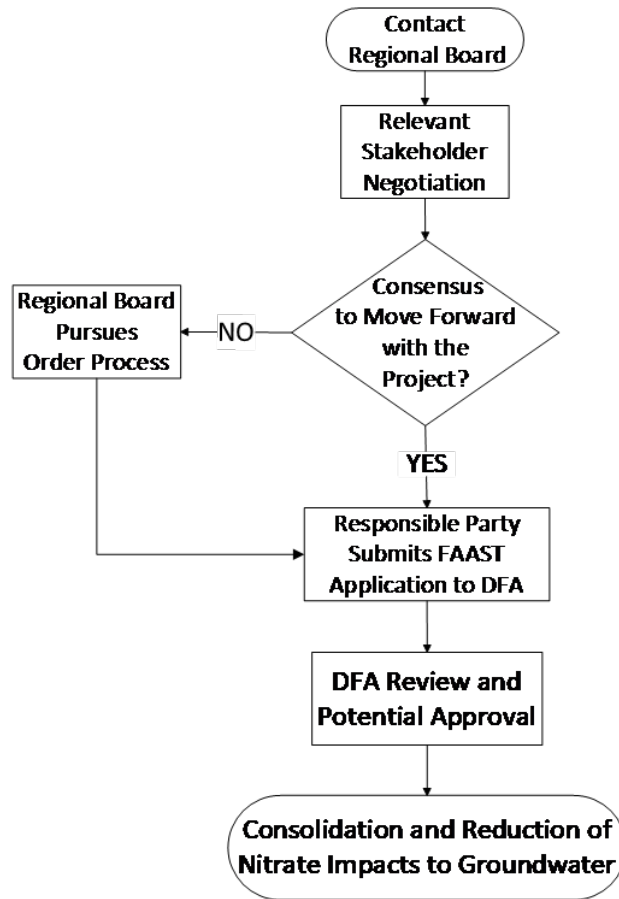 Contact
Regional Board
Relevant
Stakeholder
Negotiation
Consensus
to Move Forward
with the
Project?
NO
Regional Board
Pursues
Order Process
YES
Responsible Party
Submits FAAST
Application to DFA
DFA Review and
Potential Approval
Consolidation and Reduction of
Nitrate Impacts to Groundwater